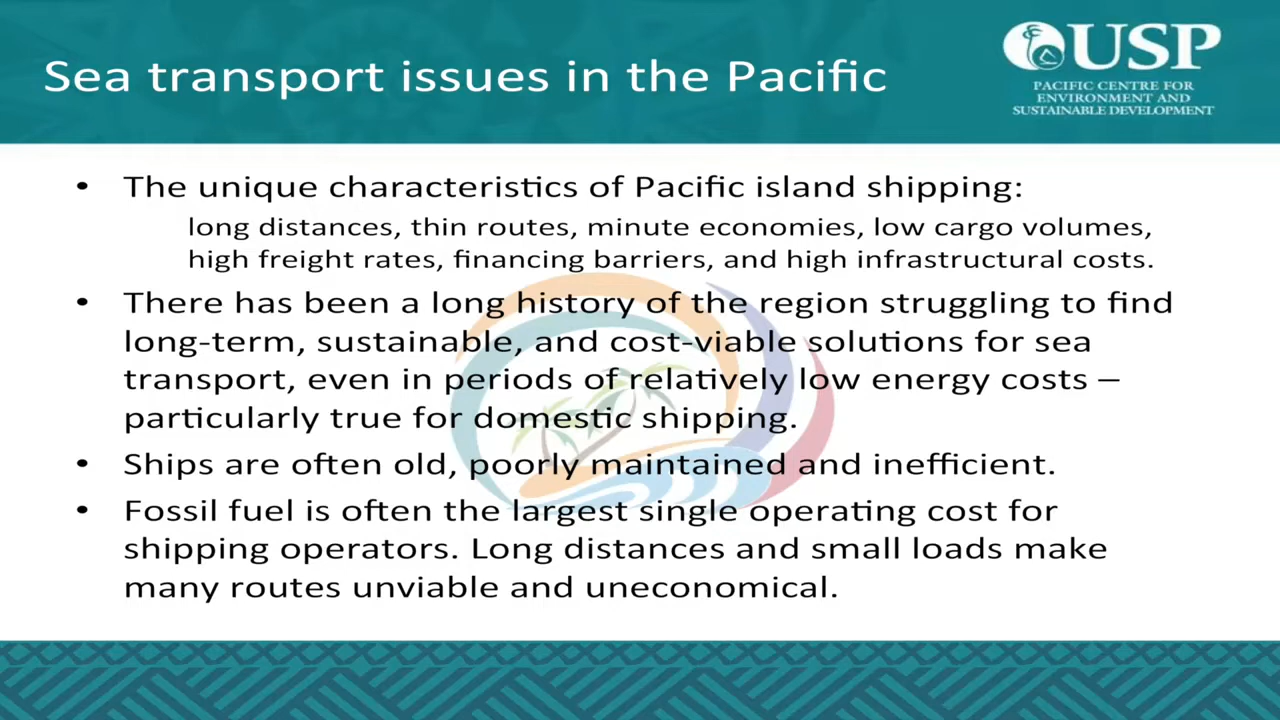 Sea transport issues in the Pacific
USP
PACIFIC CENTRE FOR
ENVIRONMENT AND
SUSTAINABLE DEVELOPMENT
• The unique characteristics of Pacific island shipping:
long distances, thin routes, minute economies, low cargo volumes,
high freight rates, financing barriers, and high infrastructural costs.
• There has been a long history of the region struggling to find
long-term, sustainable, and cost-viable solutions for sea
transport, even in periods of relatively low energy costs –
particularly true for domestic shipping.
• Ships are often old, poorly maintained and inefficient.
• Fossil fuel is often the largest single operating cost for
shipping operators. Long distances and small loads make
many routes unviable and uneconomical.